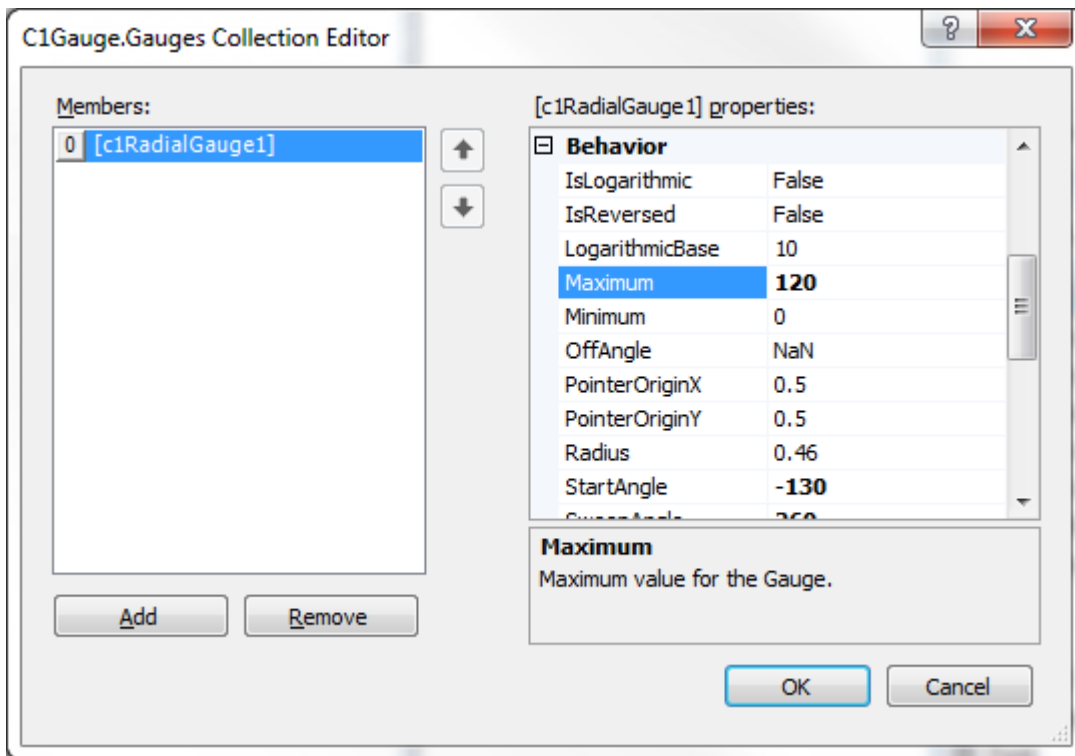 C1Gauge.Gauges Collection Editor
Members:
[c1RadialGauge1] properties:
0 [c1RadialGauge1]
Behavior
IsLogarithmic False
IsReversed False
LogarithmicBase 10
Maximum 120
Minimum 0
OffAngle NaN
PointerOriginX 0.5
PointerOriginY 0.5
Radius 0.46
StartAngle -130
SweepAngle 260
Maximum
Maximum value for the Gauge.
Add Remove
OK Cancel